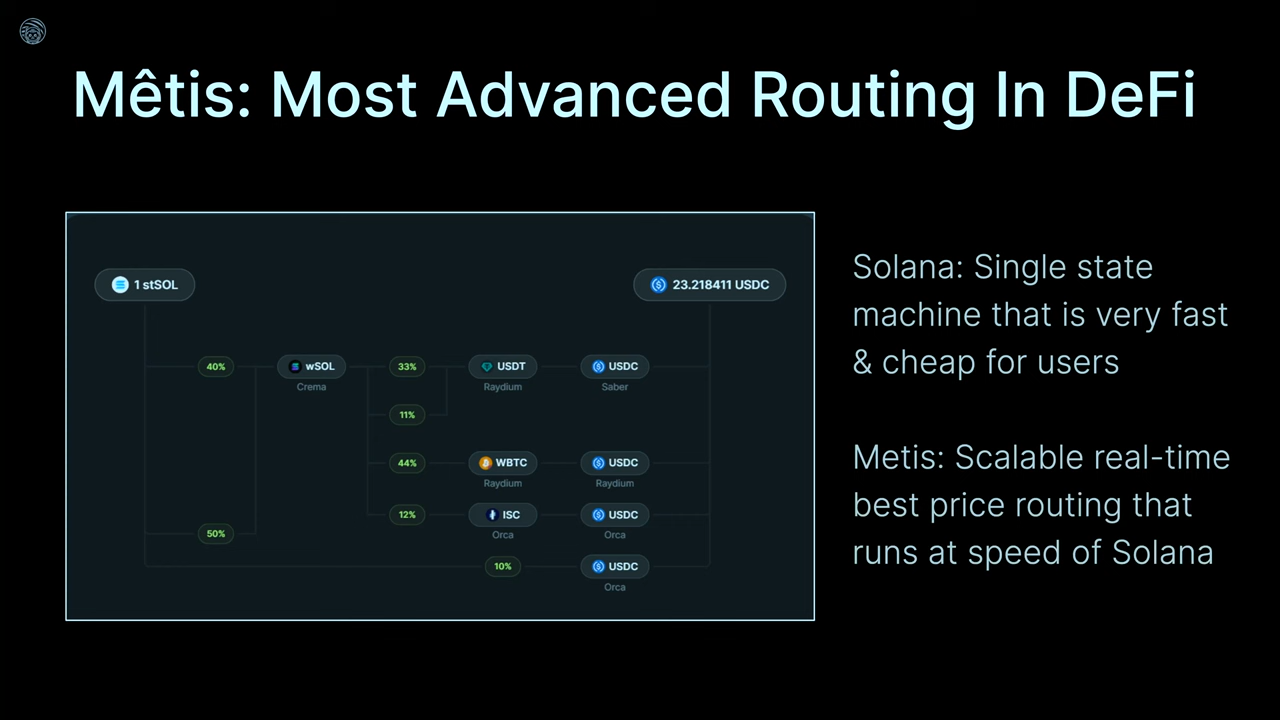 Mêtis: Most Advanced Routing In DeFi
1 stSOL
23.218411 USDC
40%
wSOL
Crema
33%
USDT
Raydium
USDC
Saber
11%
44%
WBTC
Raydium
USDC
Raydium
12%
ISC
Orca
USDC
Orca
50%
10%
USDC
Orca
Solana: Single state
machine that is very fast
& cheap for users
Metis: Scalable real-time
best price routing that
runs at speed of Solana